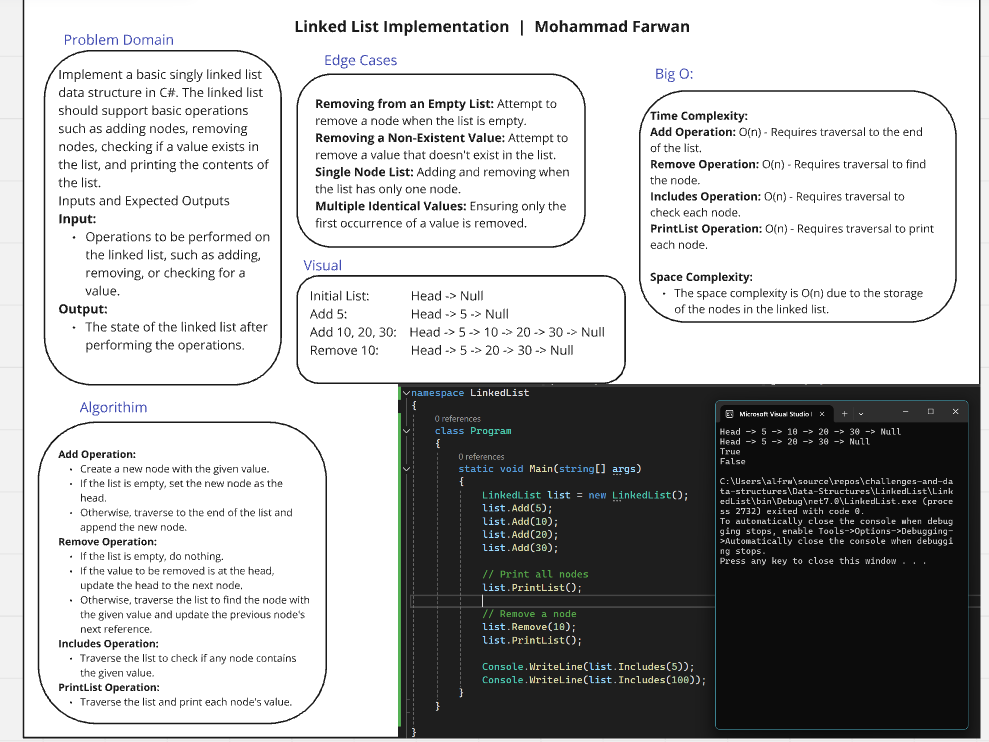 Linked List Implementation | Mohammad Farwan
Problem Domain
Implement a basic singly linked list
data structure in C#. The linked list
should support basic operations
such as adding nodes, removing
nodes, checking if a value exists in
the list, and printing the contents of
the list.
Inputs and Expected Outputs
Input:
• Operations to be performed on
the linked list, such as adding,
removing, or checking for a
value.
Output:
• The state of the linked list after
performing the operations.
Edge Cases
Removing from an Empty List: Attempt to
remove a node when the list is empty.
Removing a Non-Existent Value: Attempt to
remove a value that doesn't exist in the list.
Single Node List: Adding and removing when
the list has only one node.
Multiple Identical Values: Ensuring only the
first occurrence of a value is removed.
Big O:
Time Complexity:
Add Operation: O(n) - Requires traversal to the end
of the list.
Remove Operation: O(n) - Requires traversal to find
the node.
Includes Operation: O(n) - Requires traversal to
check each node.
PrintList Operation: O(n) - Requires traversal to print
each node.
Space Complexity:
• The space complexity is O(n) due to the storage
of the nodes in the linked list.
Visual
Initial List: Head -> Null
Add 5: Head -> 5 -> Null
Add 10, 20, 30: Head -> 5 -> 10 -> 20 -> 30 -> Null
Remove 10: Head -> 5 -> 20 -> 30 -> Null
Algorithim
Add Operation:
• Create a new node with the given value.
• If the list is empty, set the new node as the
head.
• Otherwise, traverse to the end of the list and
append the new node.
Remove Operation:
• If the list is empty, do nothing.
• If the value to be removed is at the head,
update the head to the next node.
• Otherwise, traverse the list to find the node with
the given value and update the previous node's
next reference.
Includes Operation:
• Traverse the list to check if any node contains
the given value.
PrintList Operation:
• Traverse the list and print each node's value.
namespace LinkedList
{
0 references
class Program
{
0 references
static void Main(string[] args)
{
LinkedList list = new LinkedList();
list.Add(5);
list.Add(10);
list.Add(20);
list.Add(30);
// Print all nodes
list.PrintList();
// Remove a node
list.Remove(10);
list.PrintList();
Console.WriteLine(list.Includes(5));
Console.WriteLine(list.Includes(100));
}
}
}
Microsoft Visual Studio
Head -> 5 -> 10 -> 20 -> 30 -> Null
Head -> 5 -> 20 -> 30 -> Null
True
False
C:\Users\alfrw\source\repos\challenges-and-da
ta-structures\Data-Structures\LinkedList\Link
edList\bin\Debug\net7.0\LinkedList.exe (proce
ss 2732) exited with code 0.
To automatically close the console when debug
ging stops, enable Tools->Options->Debugging-
>Automatically close the console when debuggi
ng stops.
Press any key to close this window . . .